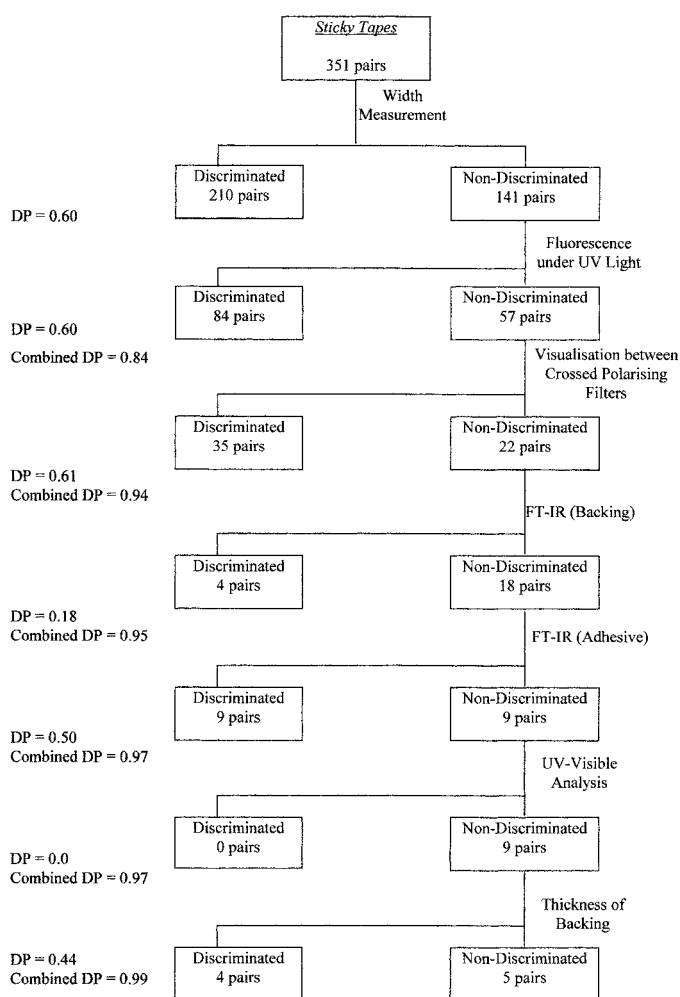 Sticky Tapes
351 pairs
Width
Measurement
Discriminated
210 pairs
Non-Discriminated
141 pairs
DP = 0.60
Fluorescence
under UV Light
Discriminated
84 pairs
Non-Discriminated
57 pairs
DP = 0.60
Combined DP = 0.84
Visualisation between
Crossed Polarising
Filters
Discriminated
35 pairs
Non-Discriminated
22 pairs
DP = 0.61
Combined DP = 0.94
FT-IR (Backing)
Discriminated
4 pairs
Non-Discriminated
18 pairs
DP = 0.18
Combined DP = 0.95
FT-IR (Adhesive)
Discriminated
9 pairs
Non-Discriminated
9 pairs
DP = 0.50
Combined DP = 0.97
UV-Visible
Analysis
Discriminated
0 pairs
Non-Discriminated
9 pairs
DP = 0.0
Combined DP = 0.97
Thickness of
Backing
DP = 0.44
Combined DP = 0.99
Discriminated
4 pairs
Non-Discriminated
5 pairs